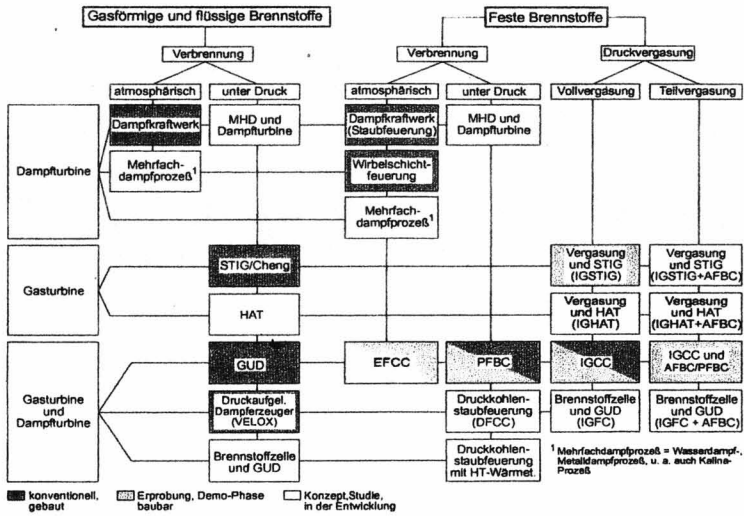 Gasförmige und flüssige Brennstoffe
Feste Brennstoffe
Verbrennung
Verbrennung
Druckvergasung
atmosphärisch
unter Druck
atmosphärisch
unter Druck
Vollvergasung
Teilvergasung
Dampfturbine
Dampfkraftwerk
MHD und
Dampfturbine
Dampfkraftwerk
(Staubfeuerung)
MHD und
Dampfturbine
Mehrfach-
dampfprozeß¹
Wirbelschicht-
feuerung
Mehrfach-
dampfprozeß¹
Gasturbine
STIG/Cheng
Vergasung
und STIG
(IGSTIG)
Vergasung
und STIG
(IGSTIG+AFBC)
HAT
Vergasung
und HAT
(IGHAT)
Vergasung
und HAT
(IGHAT+AFBC)
Gasturbine
und
Dampfturbine
GUD
EFCC
PFBC
IGCC
IGCC und
AFBC/PFBC
Druckaufgel.
Dampferzeuger
(VELOX)
Druckkohlen-
staubfeuerung
(DFCC)
Brennstoffzelle
und GUD
(IGFC)
Brennstoffzelle
und GUD
(IGFC + AFBC)
Brennstoffzelle
und GUD
Druckkohlen-
staubfeuerung
mit HT-Wärmet.
¹ Mehrfachdampfprozeß = Wasserdampf-,
Metalldampfprozeß, u. a. auch Kalina-
Prozeß
konventionell,
gebaut
Erprobung, Demo-Phase
baubar
Konzept,Studie,
in der Entwicklung